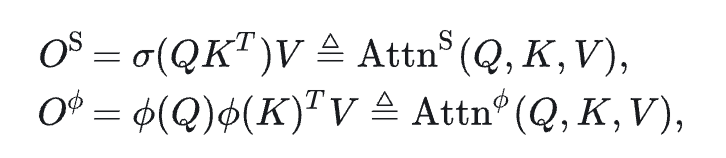 O^S = σ(QK^T)V ≜ Attn^S(Q, K, V),
O^ϕ = ϕ(Q)ϕ(K)^T V ≜ Attn^ϕ(Q, K, V),